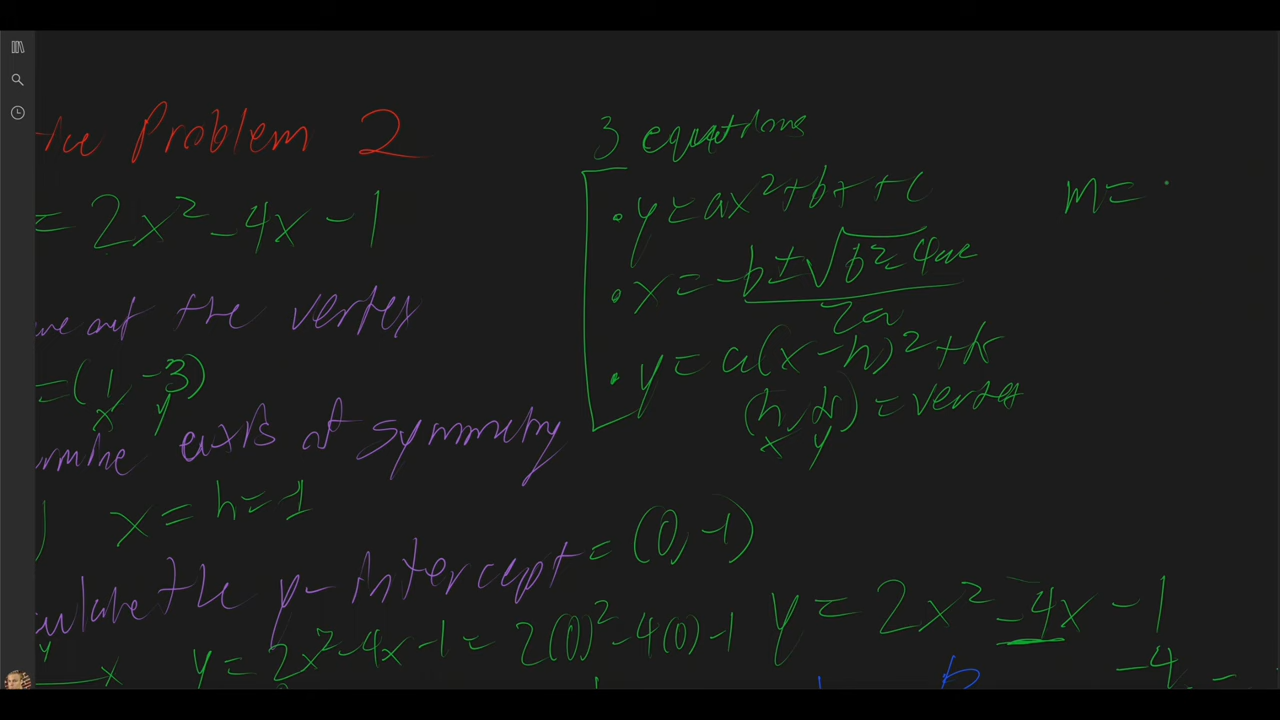 tice Problem 2
3 equations
= 2x² - 4x - 1
• y = ax² + bx + c
m =
• x = -b ± √b² - 4ac
2a
out the vertex
• y = a(x - h)² + k
= (1, -3)
x y
(h, k) = vertex
x y
rmine axis of symmetry
x = h = 1
culate the y-intercept = (0, -1)
y = 2x² - 4x - 1
y = 2x² - 4x - 1 = 2(0)² - 4(0) - 1
y
x
-4
b